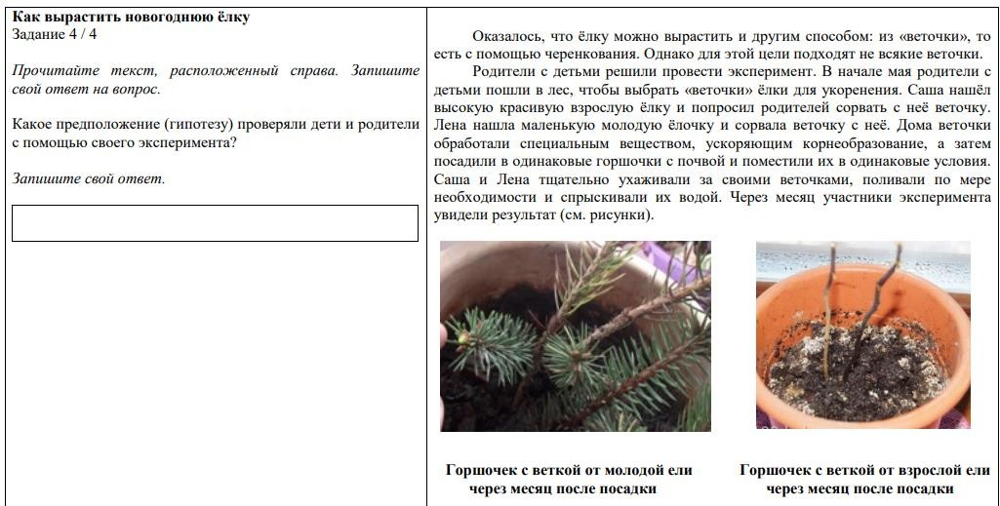 Как вырастить новогоднюю ёлку
Задание 4 / 4
Прочитайте текст, расположенный справа. Запишите
свой ответ на вопрос.
Какое предположение (гипотезу) проверяли дети и родители
с помощью своего эксперимента?
Запишите свой ответ.
Оказалось, что ёлку можно вырастить и другим способом: из «веточки», то
есть с помощью черенкования. Однако для этой цели подходят не всякие веточки.
Родители с детьми решили провести эксперимент. В начале мая родители с
детьми пошли в лес, чтобы выбрать «веточки» ёлки для укоренения. Саша нашёл
высокую красивую взрослую ёлку и попросил родителей сорвать с неё веточку.
Лена нашла маленькую молодую ёлочку и сорвала веточку с неё. Дома веточки
обработали специальным веществом, ускоряющим корнеобразование, а затем
посадили в одинаковые горшочки с почвой и поместили их в одинаковые условия.
Саша и Лена тщательно ухаживали за своими веточками, поливали по мере
необходимости и спрыскивали их водой. Через месяц участники эксперимента
увидели результат (см. рисунки).
Горшочек с веткой от молодой ели
через месяц после посадки
Горшочек с веткой от взрослой ели
через месяц после посадки